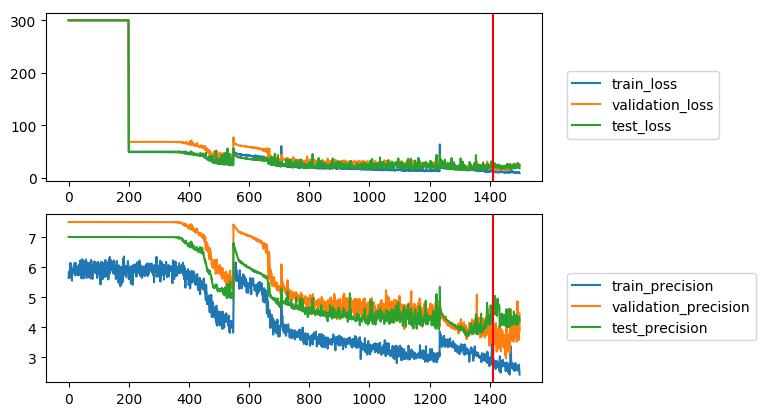 300
200
100
0
0 200 400 600 800 1000 1200 1400
train_loss
validation_loss
test_loss
7
6
5
4
3
0 200 400 600 800 1000 1200 1400
train_precision
validation_precision
test_precision